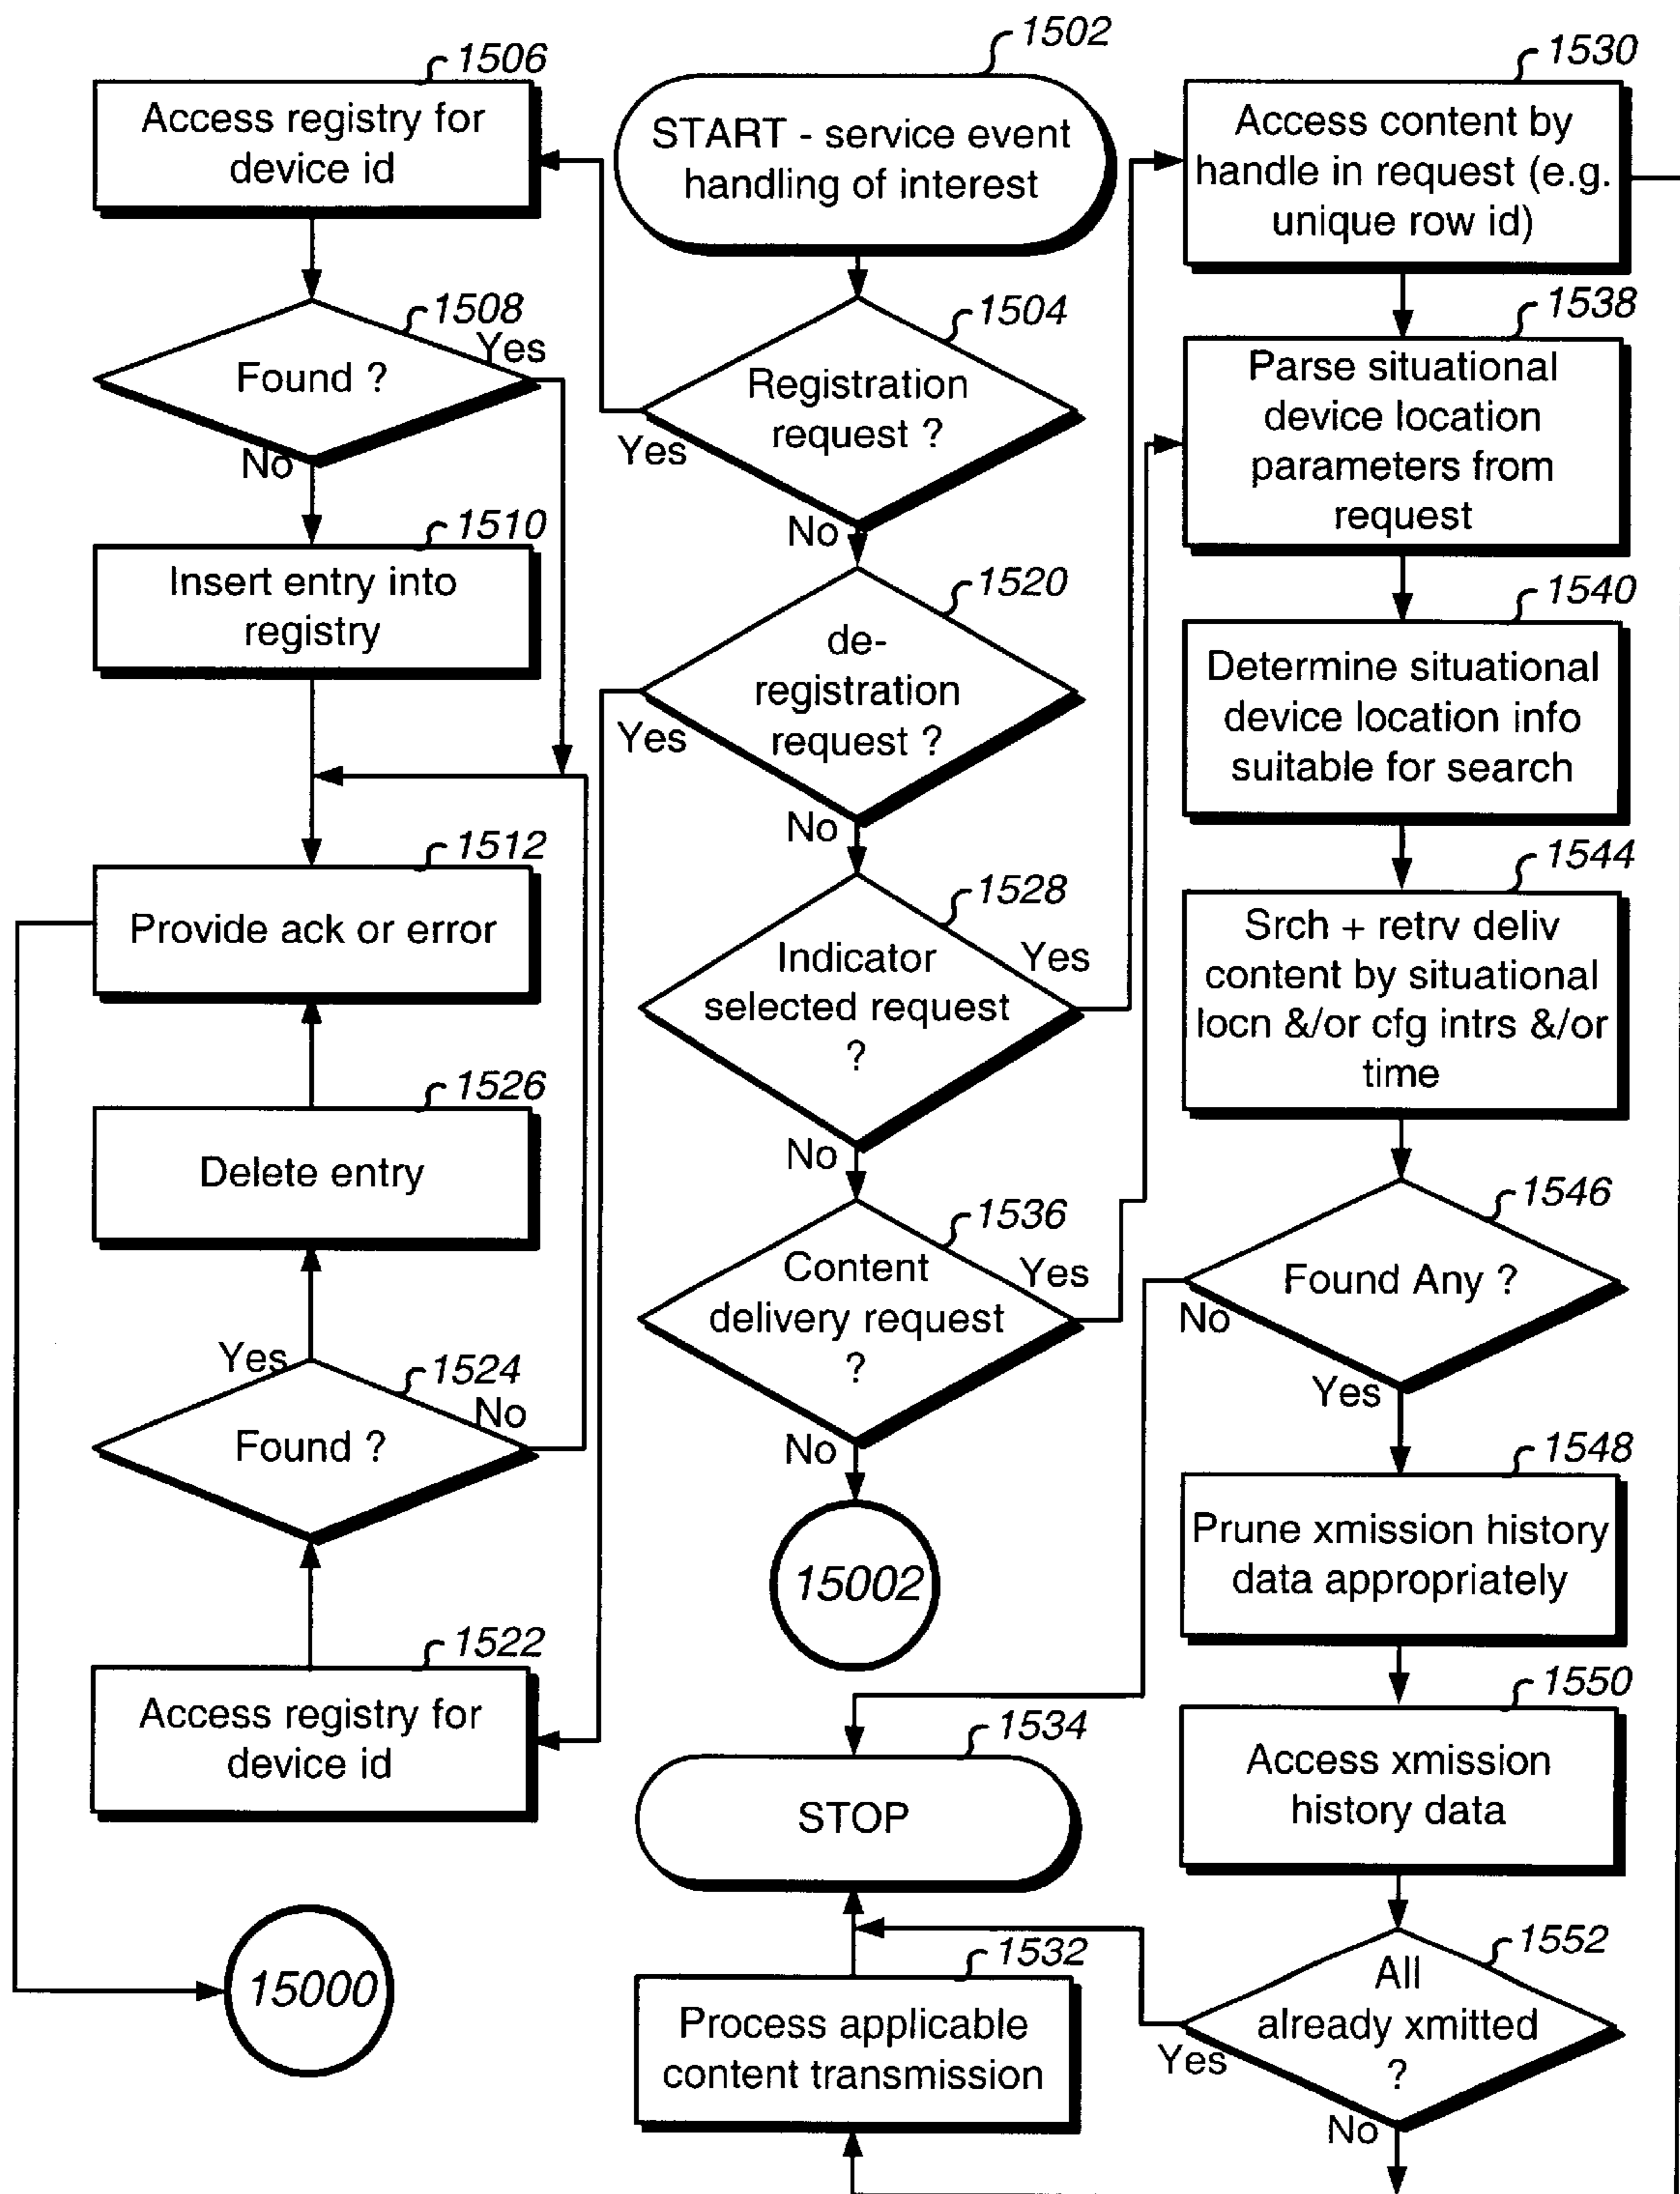 1502
START - service event
handling of interest
1504
Registration
request ?
Yes
No
1506
Access registry for
device id
1508
Found ?
Yes
No
1510
Insert entry into
registry
1512
Provide ack or error
1526
Delete entry
1524
Found ?
Yes
No
1522
Access registry for
device id
15000
1520
de-
registration
request ?
Yes
No
1528
Indicator
selected request
?
Yes
No
1536
Content
delivery request
?
Yes
No
15002
1534
STOP
1532
Process applicable
content transmission
1530
Access content by
handle in request (e.g.
unique row id)
1538
Parse situational
device location
parameters from
request
1540
Determine situational
device location info
suitable for search
1544
Srch + retrv deliv
content by situational
locn &/or cfg intrs &/or
time
1546
Found Any ?
No
Yes
1548
Prune xmission history
data appropriately
1550
Access xmission
history data
1552
All
already xmitted
?
Yes
No